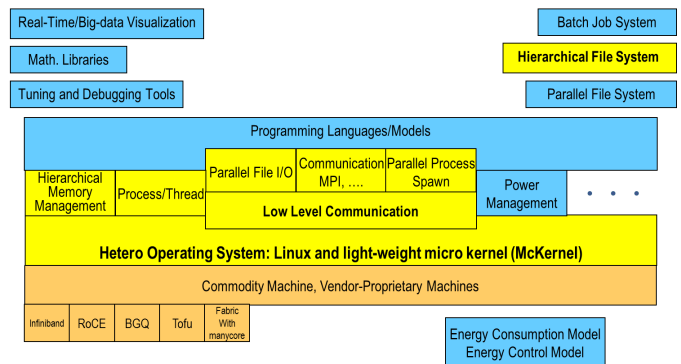 Real-Time/Big-data Visualization
Batch Job System
Math. Libraries
Hierarchical File System
Tuning and Debugging Tools
Parallel File System
Programming Languages/Models
Hierarchical
Memory
Management
Process/Thread
Parallel File I/O
Communication
MPI, ....
Parallel Process
Spawn
Low Level Communication
Power
Management
• • •
Hetero Operating System: Linux and light-weight micro kernel (McKernel)
Commodity Machine, Vendor-Proprietary Machines
Infiniband
RoCE
BGQ
Tofu
Fabric
With
manycore
Energy Consumption Model
Energy Control Model